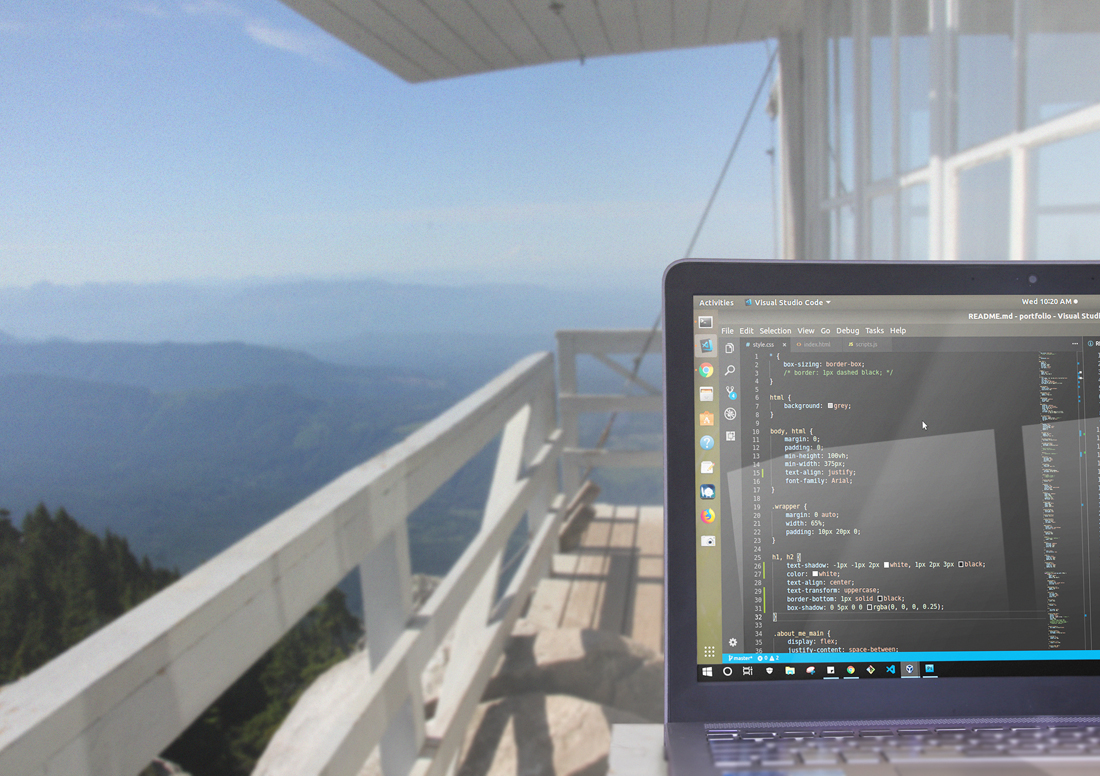 Activities Visual Studio Code Wed 10:20 AM
README.md - portfolio - Visual Studi
File Edit Selection View Go Debug Tasks Help
style.css index.html scripts.js
1 * {
2 box-sizing: border-box;
3 /* border: 1px dashed black; */
4 }
5
6 html {
7 background: grey;
8 }
9
10 body, html {
11 margin: 0;
12 padding: 0;
13 min-height: 100vh;
14 min-width: 375px;
15 text-align: justify;
16 font-family: Arial;
17 }
18
19 .wrapper {
20 margin: 0 auto;
21 width: 65%;
22 padding: 10px 20px 0;
23 }
24
25 h1, h2 {
26 text-shadow: -1px -1px 2px white, 1px 2px 3px black;
27 color: white;
28 text-align: center;
29 text-transform: uppercase;
30 border-bottom: 1px solid black;
31 box-shadow: 0 5px 0 0 rgba(0, 0, 0, 0.25);
32 }
33
34 .about_me_main {
35 display: flex;
36 justify-content: space-between;
master* 0 2